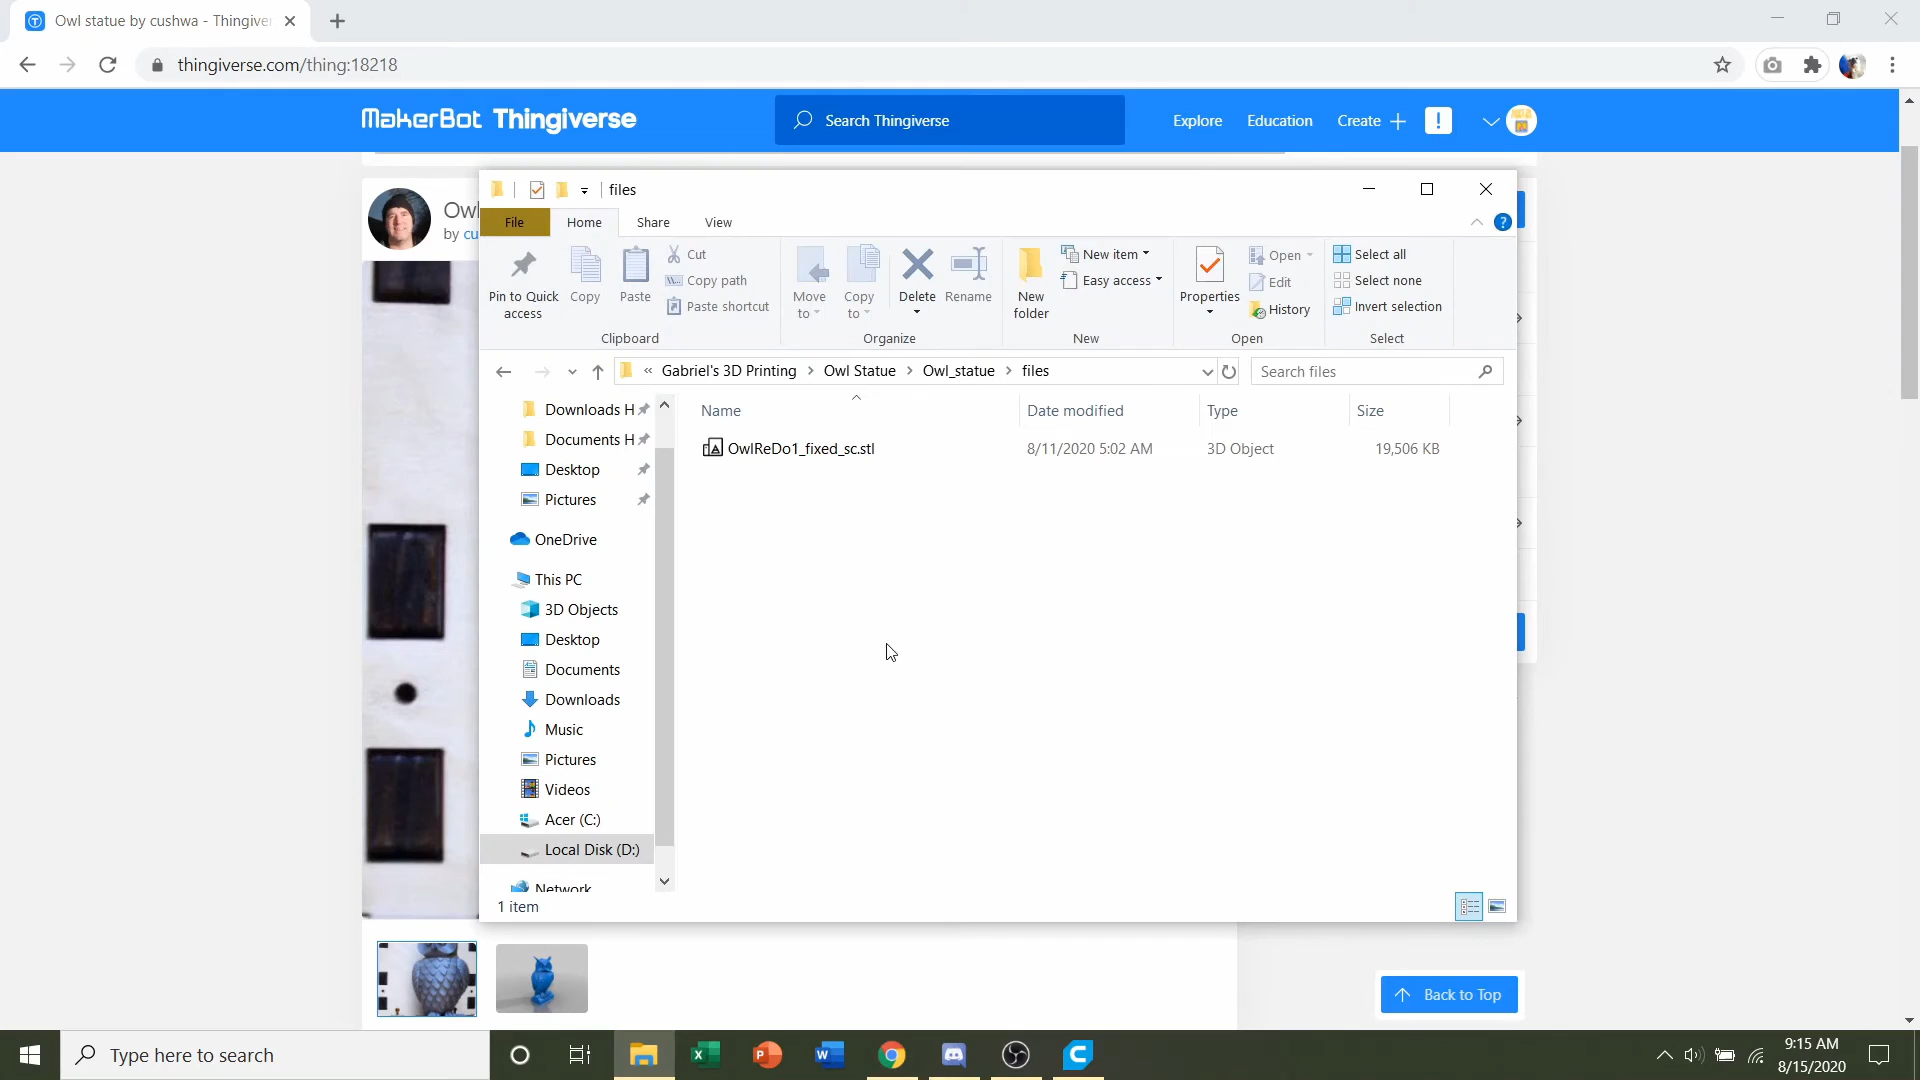 Owl statue by cushwa - Thingiver
thingiverse.com/thing:18218
MakerBot Thingiverse
Search Thingiverse
Explore
Education
Create
files
Owl
by cu
File
Home
Share
View
Pin to Quick access
Copy
Paste
Cut
Copy path
Paste shortcut
Clipboard
Move to
Copy to
Delete
Rename
Organize
New folder
New item
Easy access
New
Properties
Open
Edit
History
Open
Select all
Select none
Invert selection
Select
« Gabriel's 3D Printing > Owl Statue > Owl_statue > files
Search files
Name
Date modified
Type
Size
OwlReDo1_fixed_sc.stl
8/11/2020 5:02 AM
3D Object
19,506 KB
Downloads H
Documents H
Desktop
Pictures
OneDrive
This PC
3D Objects
Desktop
Documents
Downloads
Music
Pictures
Videos
Acer (C:)
Local Disk (D:)
Network
1 item
Back to Top
Type here to search
9:15 AM
8/15/2020